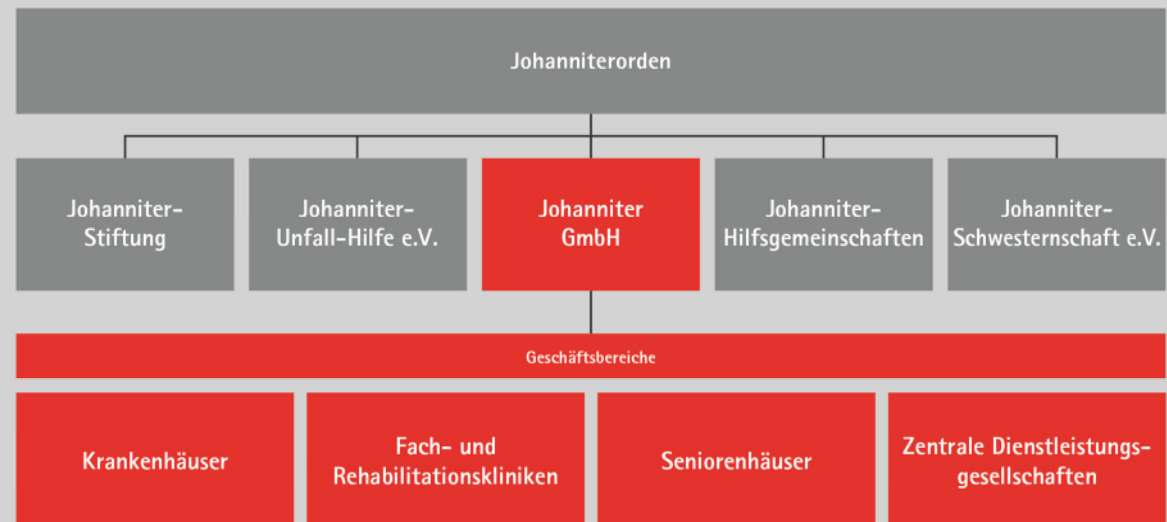 Johanniterorden
Johanniter-
Stiftung
Johanniter-
Unfall-Hilfe e.V.
Johanniter
GmbH
Johanniter-
Hilfsgemeinschaften
Johanniter-
Schwesternschaft e.V.
Geschäftsbereiche
Krankenhäuser
Fach- und
Rehabilitationskliniken
Seniorenhäuser
Zentrale Dienstleistungs-
gesellschaften